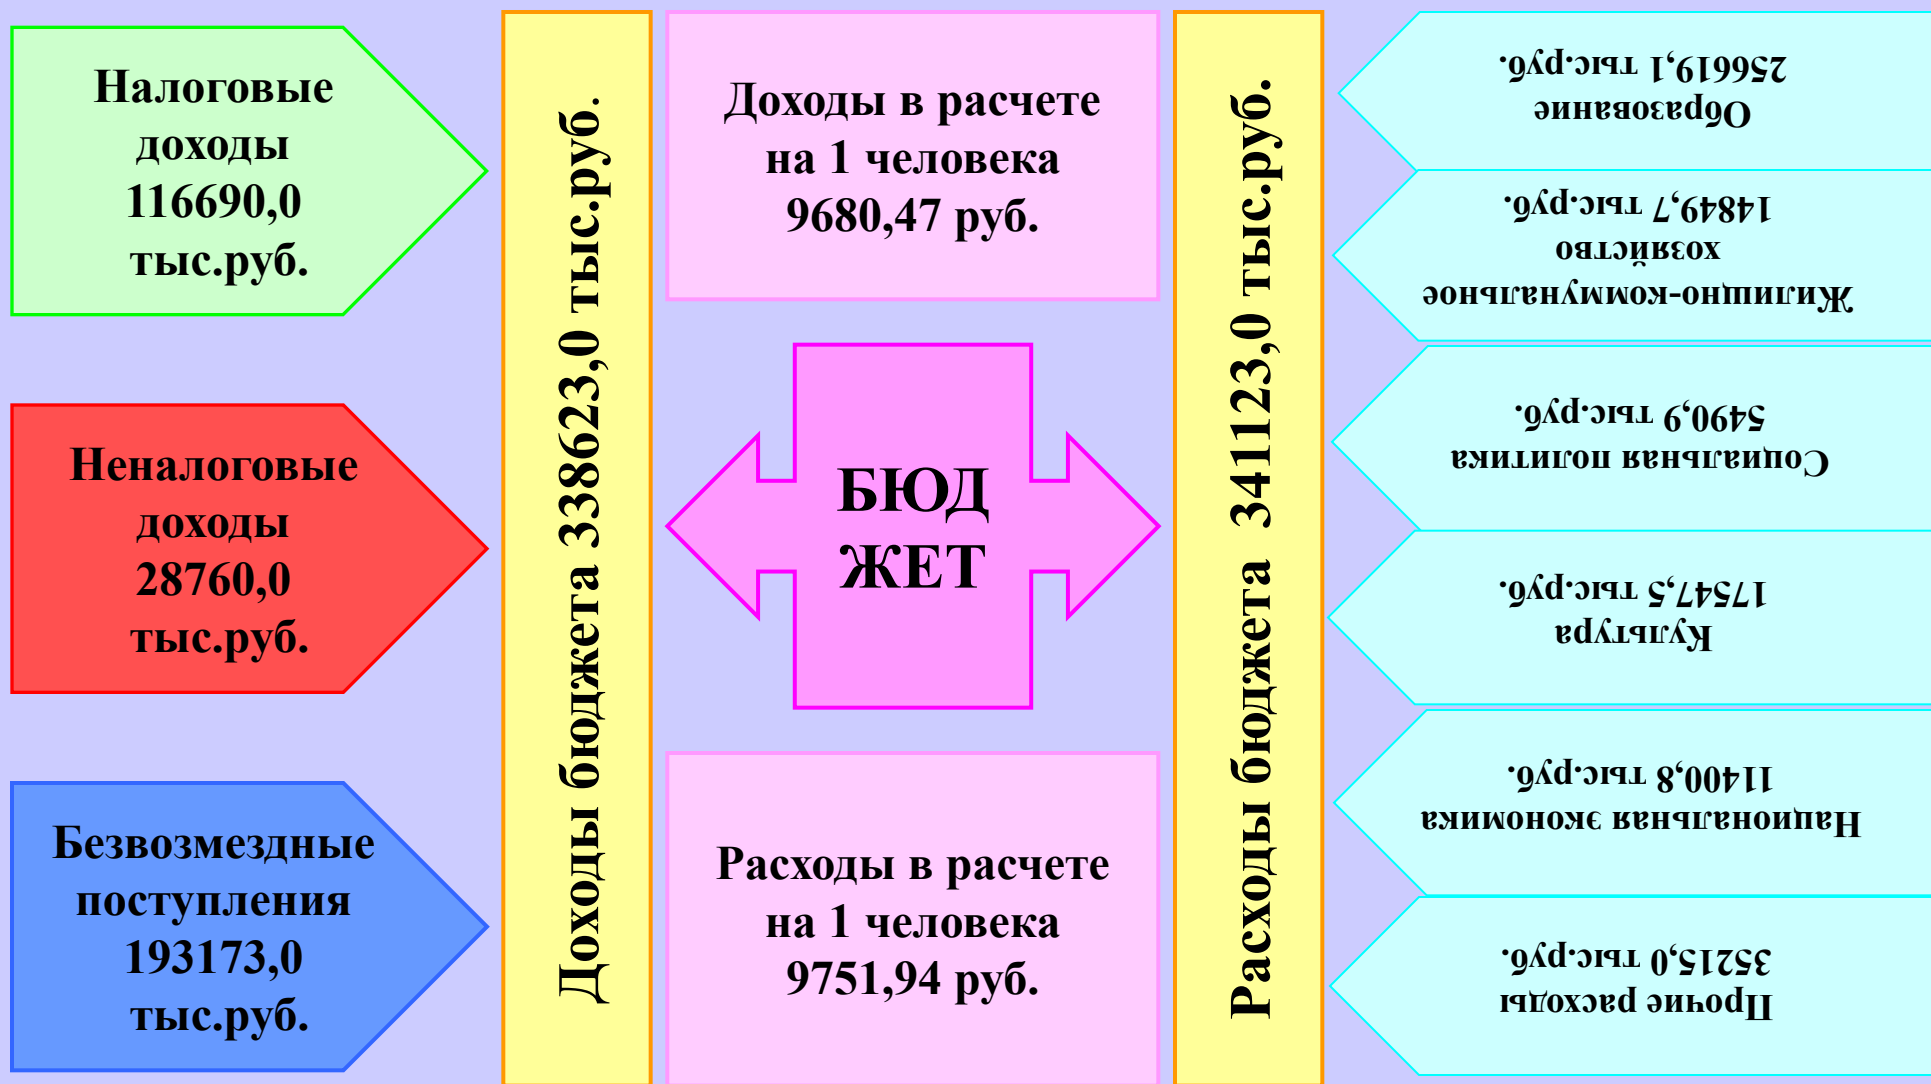 Налоговые
доходы
116690,0
тыс.руб.
Неналоговые
доходы
28760,0
тыс.руб.
Безвозмездные
поступления
193173,0
тыс.руб.
Доходы бюджета 338623,0 тыс.руб.
Доходы в расчете
на 1 человека
9680,47 руб.
БЮД
ЖЕТ
Расходы в расчете
на 1 человека
9751,94 руб.
Расходы бюджета 341123,0 тыс.руб.
Образование
256619,1 тыс.руб.
Жилищно-коммунальное
хозяйство
14849,7 тыс.руб.
Социальная политика
5490,9 тыс.руб.
Культура
17547,5 тыс.руб.
Национальная экономика
11400,8 тыс.руб.
Прочие расходы
35215,0 тыс.руб.